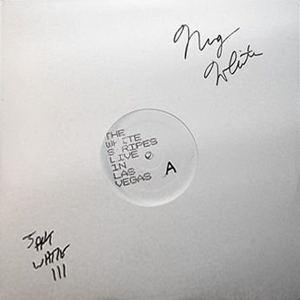 Meg
White
THE
WHITE
STRIPES
LIVE
IN
LAS
VEGAS
A
JACK
WHITE
III